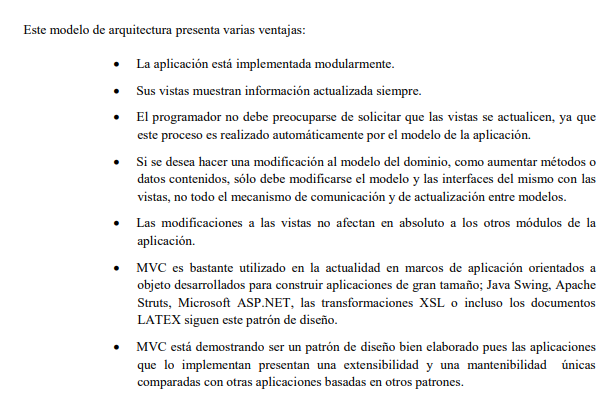 Este modelo de arquitectura presenta varias ventajas:
• La aplicación está implementada modularmente.
• Sus vistas muestran información actualizada siempre.
• El programador no debe preocuparse de solicitar que las vistas se actualicen, ya que
este proceso es realizado automáticamente por el modelo de la aplicación.
• Si se desea hacer una modificación al modelo del dominio, como aumentar métodos o
datos contenidos, sólo debe modificarse el modelo y las interfaces del mismo con las
vistas, no todo el mecanismo de comunicación y de actualización entre modelos.
• Las modificaciones a las vistas no afectan en absoluto a los otros módulos de la
aplicación.
• MVC es bastante utilizado en la actualidad en marcos de aplicación orientados a
objeto desarrollados para construir aplicaciones de gran tamaño; Java Swing, Apache
Struts, Microsoft ASP.NET, las transformaciones XSL o incluso los documentos
LATEX siguen este patrón de diseño.
• MVC está demostrando ser un patrón de diseño bien elaborado pues las aplicaciones
que lo implementan presentan una extensibilidad y una mantenibilidad únicas
comparadas con otras aplicaciones basadas en otros patrones.